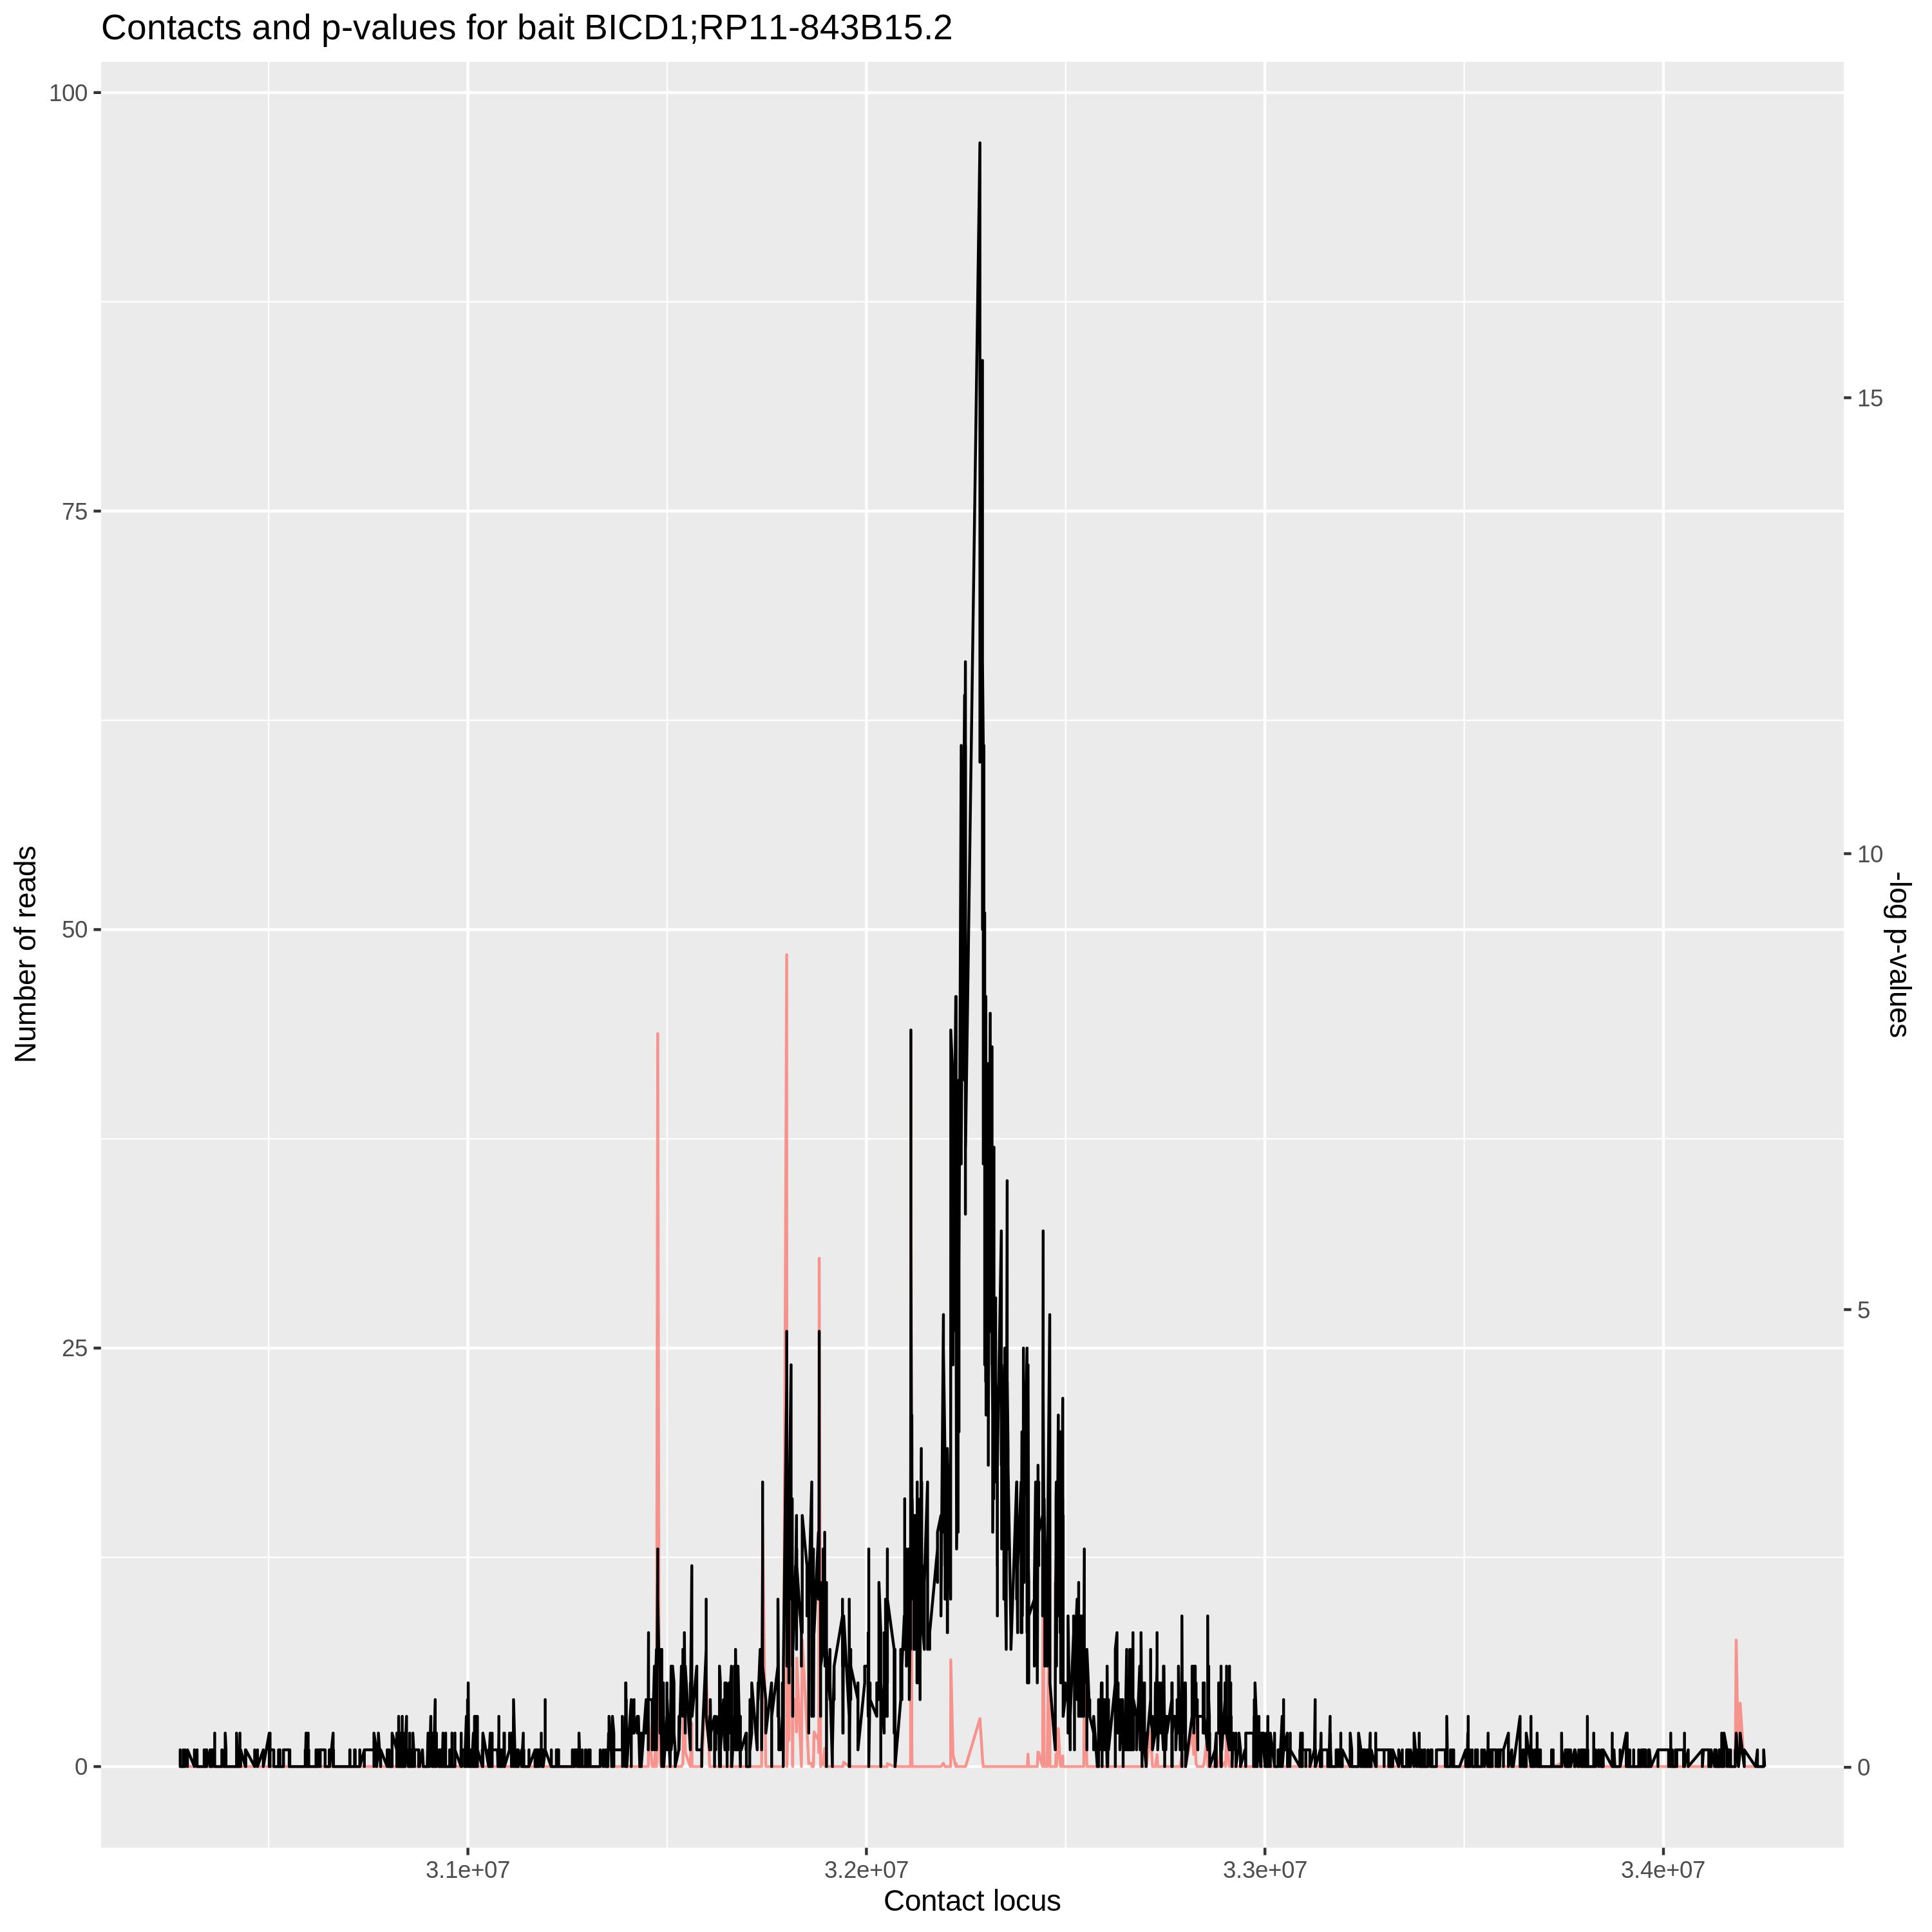 Contacts and p-values for bait BICD1;RP11-843B15.2
100
75
50
25
0
Number of reads
15
10
5
0
-log p-values
3.1e+07
3.2e+07
3.3e+07
3.4e+07
Contact locus